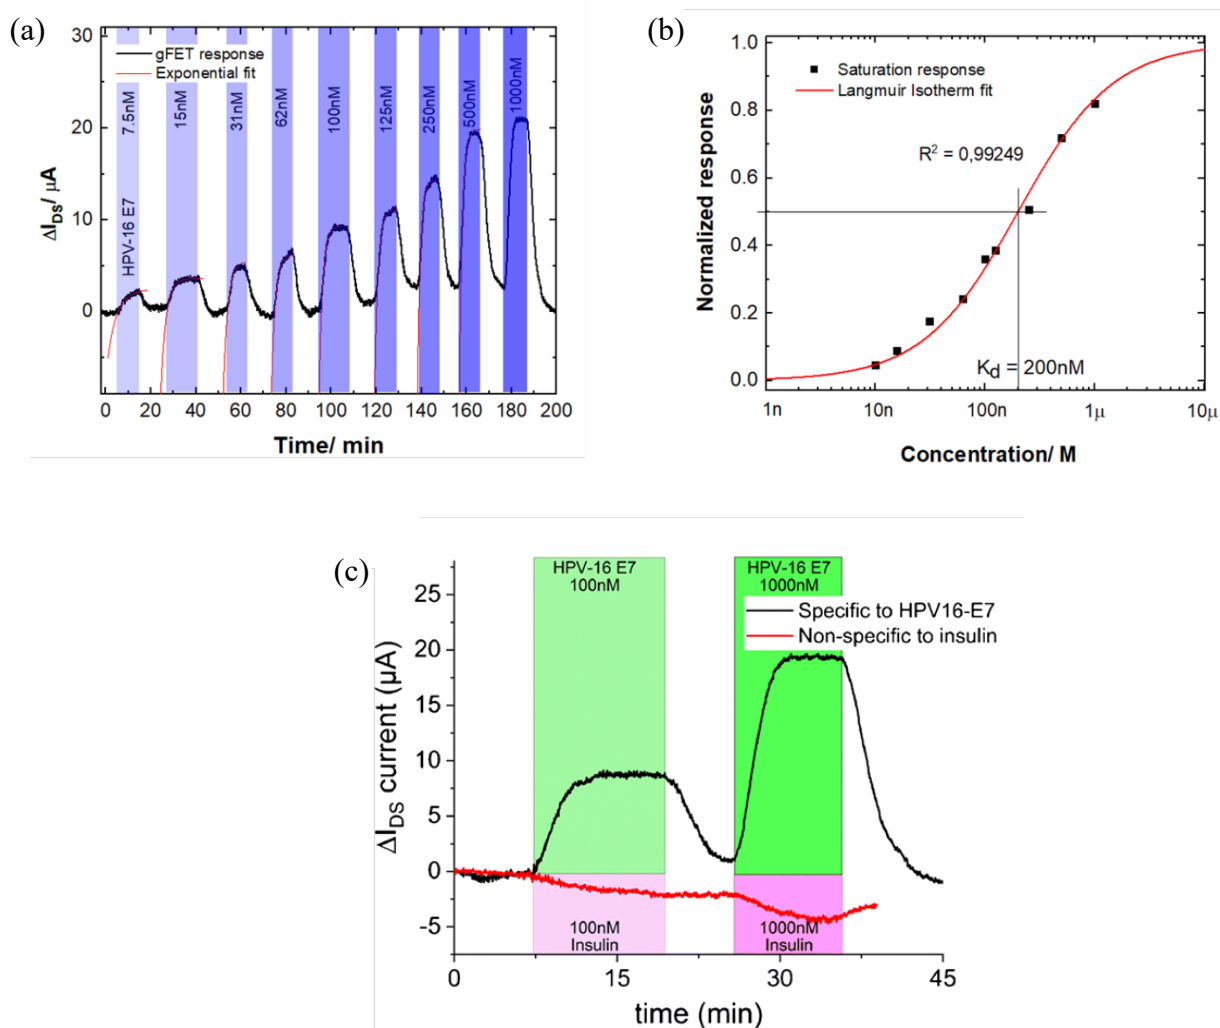 (a)
30
20
10
0
ΔI_DS/ μA
gFET response
Exponential fit
HPV-16 E7
7.5nM
15nM
31nM
62nM
100nM
125nM
250nM
500nM
1000nM
0 20 40 60 80 100 120 140 160 180 200
Time/ min
(b)
1.0
0.8
0.6
0.4
0.2
0.0
Normalized response
Saturation response
Langmuir Isotherm fit
R² = 0,99249
K_d = 200nM
1n 10n 100n 1μ 10μ
Concentration/ M
(c)
25
20
15
10
5
0
-5
ΔI_DS current (μA)
HPV-16 E7
100nM
HPV-16 E7
1000nM
Specific to HPV16-E7
Non-specific to insulin
100nM
Insulin
1000nM
Insulin
0 15 30 45
time (min)